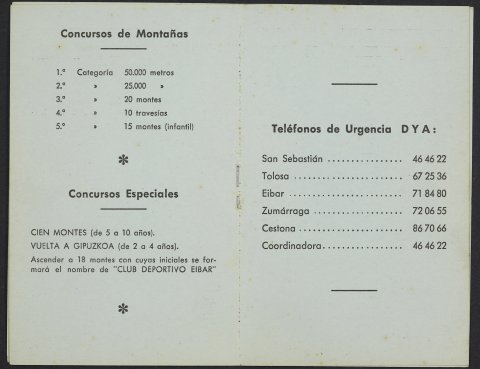 Concursos de Montañas
1.ª Categoría 50.000 metros
2.ª » 25.000 »
3.ª » 20 montes
4.ª » 10 travesías
5.ª » 15 montes (infantil)
*
Concursos Especiales
CIEN MONTES (de 5 a 10 años).
VUELTA A GIPUZKOA (de 2 a 4 años).
Ascender a 18 montes con cuyas iniciales se for-
mará el nombre de "CLUB DEPORTIVO EIBAR"
*
Teléfonos de Urgencia D Y A :
San Sebastián ................ 46 46 22
Tolosa ...................... 67 25 36
Eibar ....................... 71 84 80
Zumárraga ................... 72 06 55
Cestona ..................... 86 70 66
Coordinadora ................ 46 46 22